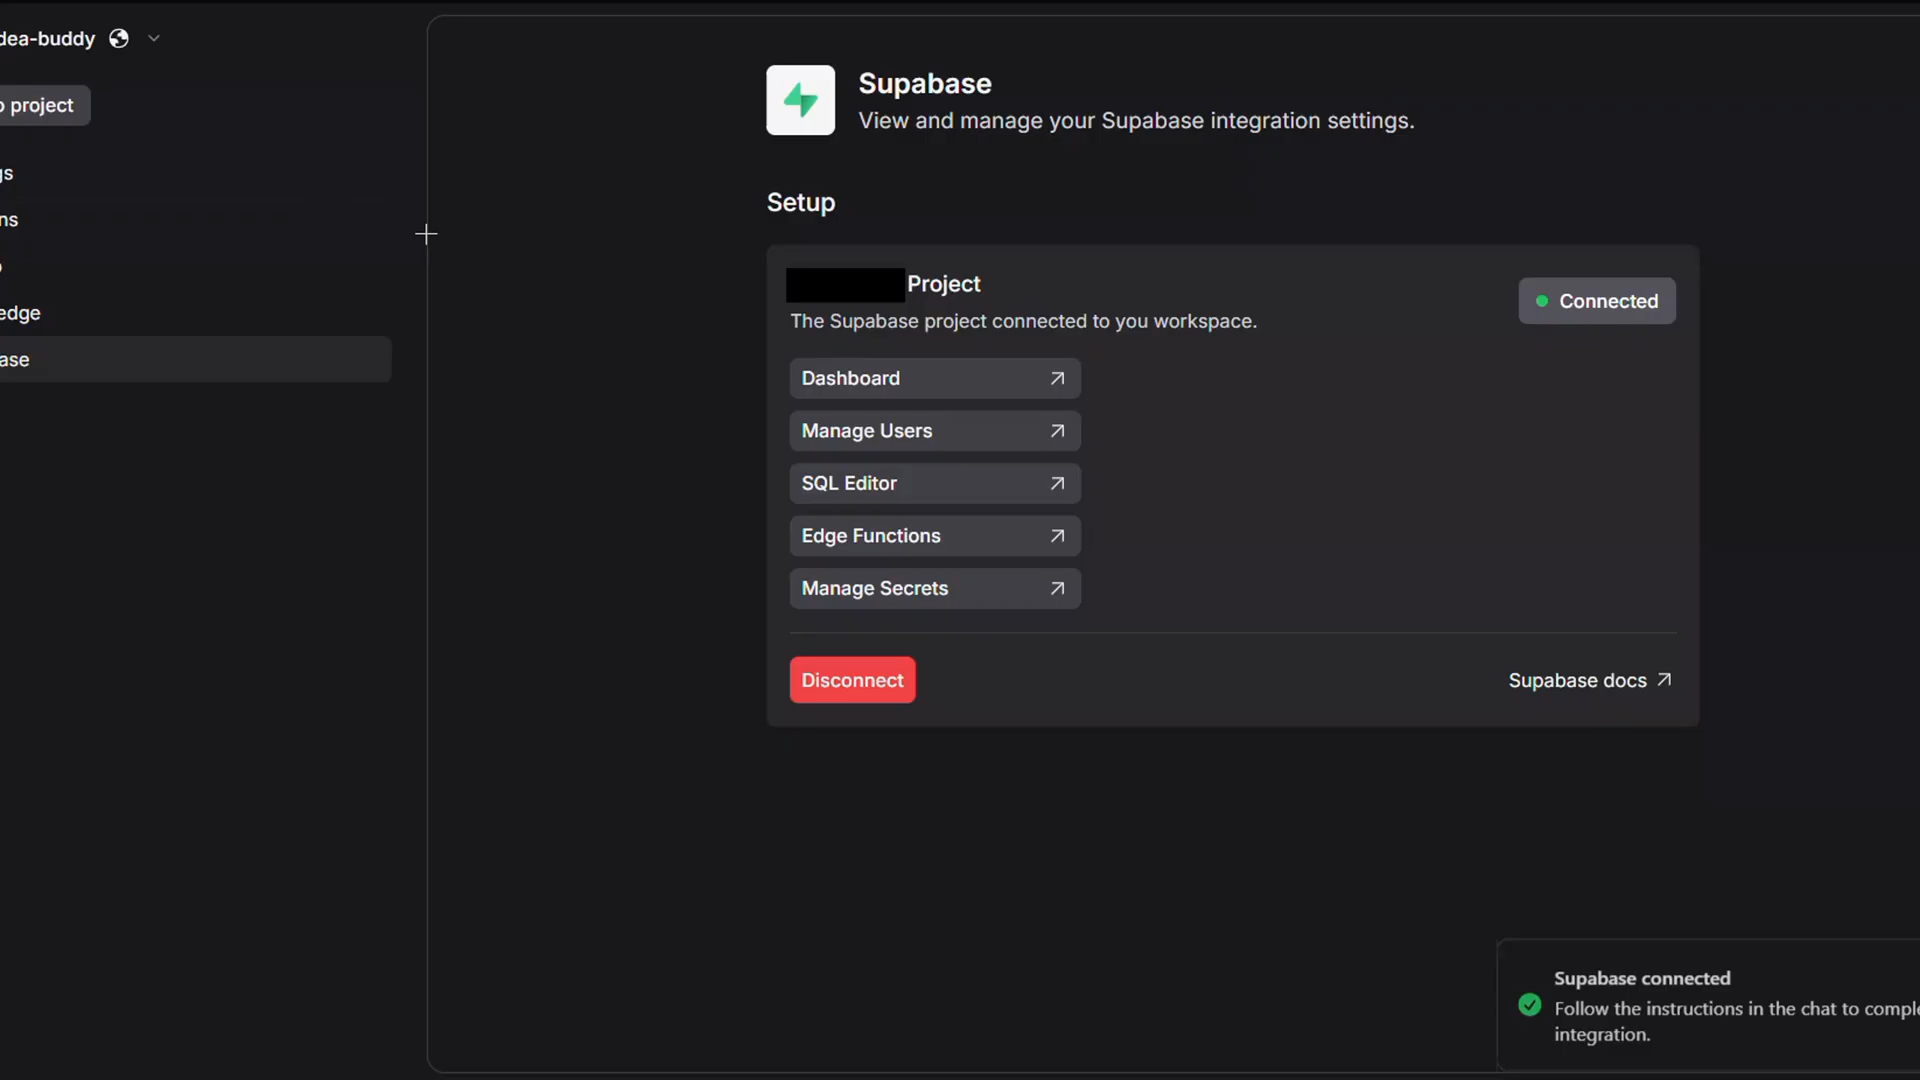 dea-buddy
project
gs
ns
edge
ase
Supabase
View and manage your Supabase integration settings.
Setup
Project
The Supabase project connected to you workspace.
Connected
Dashboard
Manage Users
SQL Editor
Edge Functions
Manage Secrets
Disconnect
Supabase docs
Supabase connected
Follow the instructions in the chat to comple
integration.